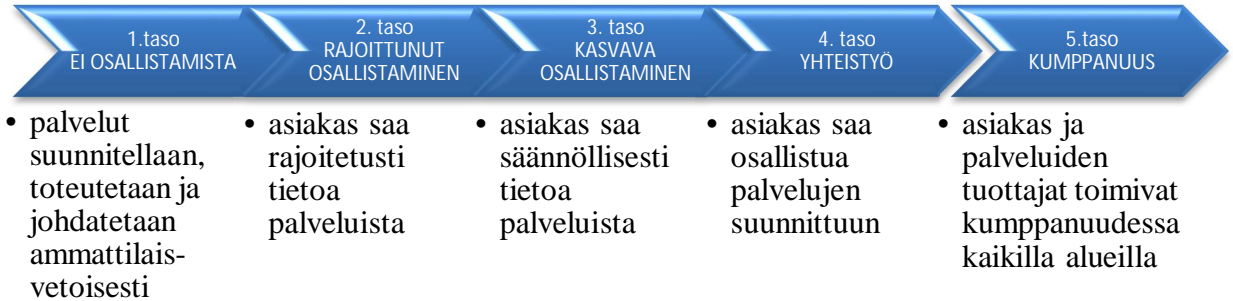 1.taso
EI OSALLISTAMISTA
2. taso
RAJOITTUNUT
OSALLISTAMINEN
3. taso
KASVAVA
OSALLISTAMINEN
4. taso
YHTEISTYÖ
5.taso
KUMPPANUUS
• palvelut
suunnitellaan,
toteutetaan ja
johdatetaan
ammattilais-
vetoisesti
• asiakas saa
rajoitetusti
tietoa
palveluista
• asiakas saa
säännöllisesti
tietoa
palveluista
• asiakas saa
osallistua
palvelujen
suunnittuun
• asiakas ja
palveluiden
tuottajat toimivat
kumppanuudessa
kaikilla alueilla